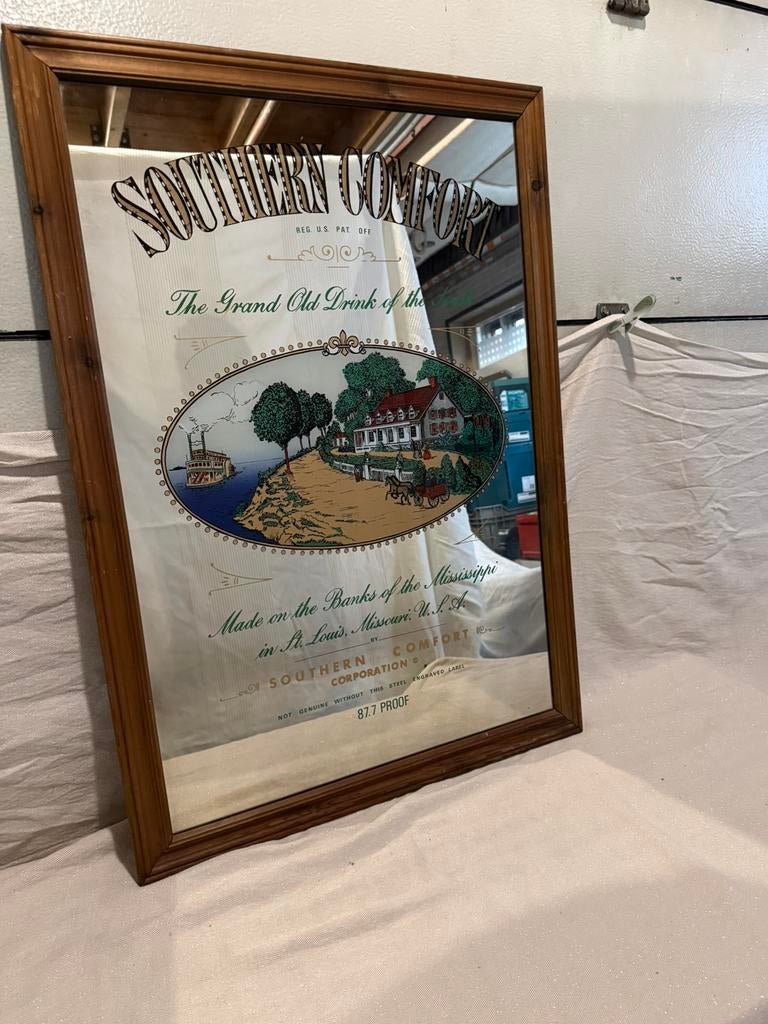 SOUTHERN COMFORT
REG. U.S. PAT. OFF
The Grand Old Drink of the South
Made on the Banks of the Mississippi
in St. Louis, Missouri, U.S.A.
BY
SOUTHERN COMFORT
CORPORATION ©
NOT GENUINE WITHOUT THIS STEEL ENGRAVED LABEL
87.7 PROOF